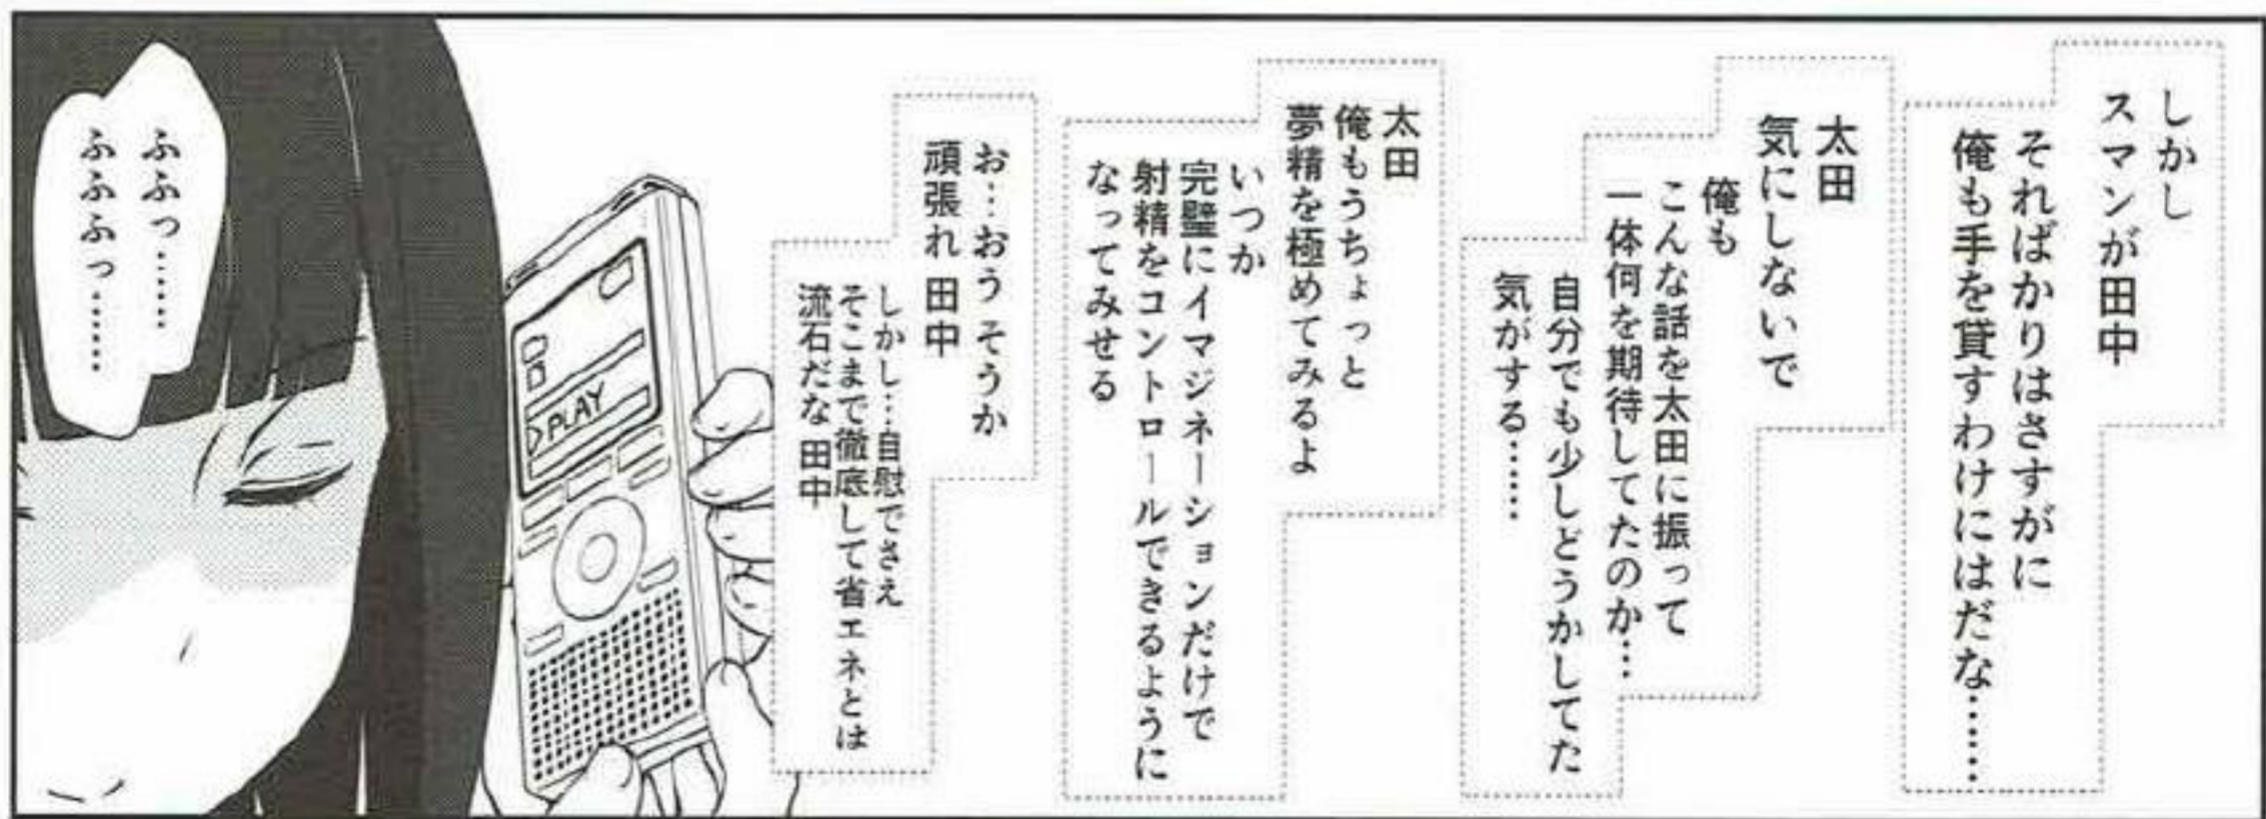 しかし
スマンが田中
そればかりはさすがに
俺も手を貸すわけにはだな……
太田
気にしないで
俺も
こんな話を太田に振って
一体何を期待してたのか…
自分でも少しどうかしてた
気がする……
太田
俺もうちょっと
夢精を極めてみるよ
いつか
完璧にイマジネーションだけで
射精をコントロールできるように
なってみせる
お…おう そうか
頑張れ 田中
しかし…自慰でさえ
そこまで徹底して省エネとは
流石だな 田中
PLAY
ふふっ……
ふふふっ……